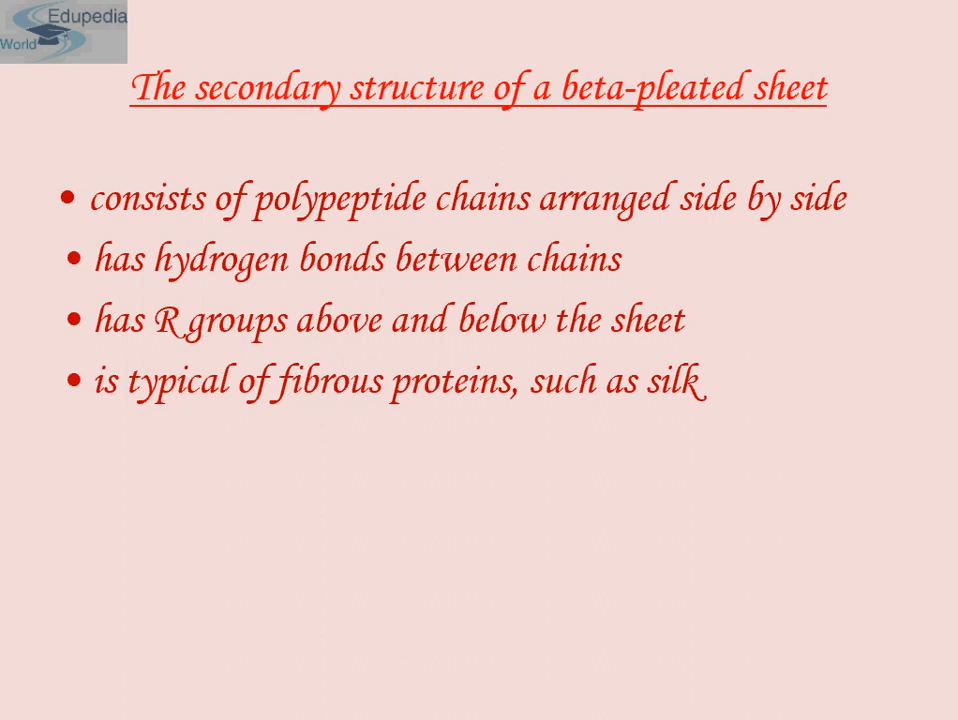 Edupedia
World
The secondary structure of a beta-pleated sheet
• consists of polypeptide chains arranged side by side
• has hydrogen bonds between chains
• has R groups above and below the sheet
• is typical of fibrous proteins, such as silk